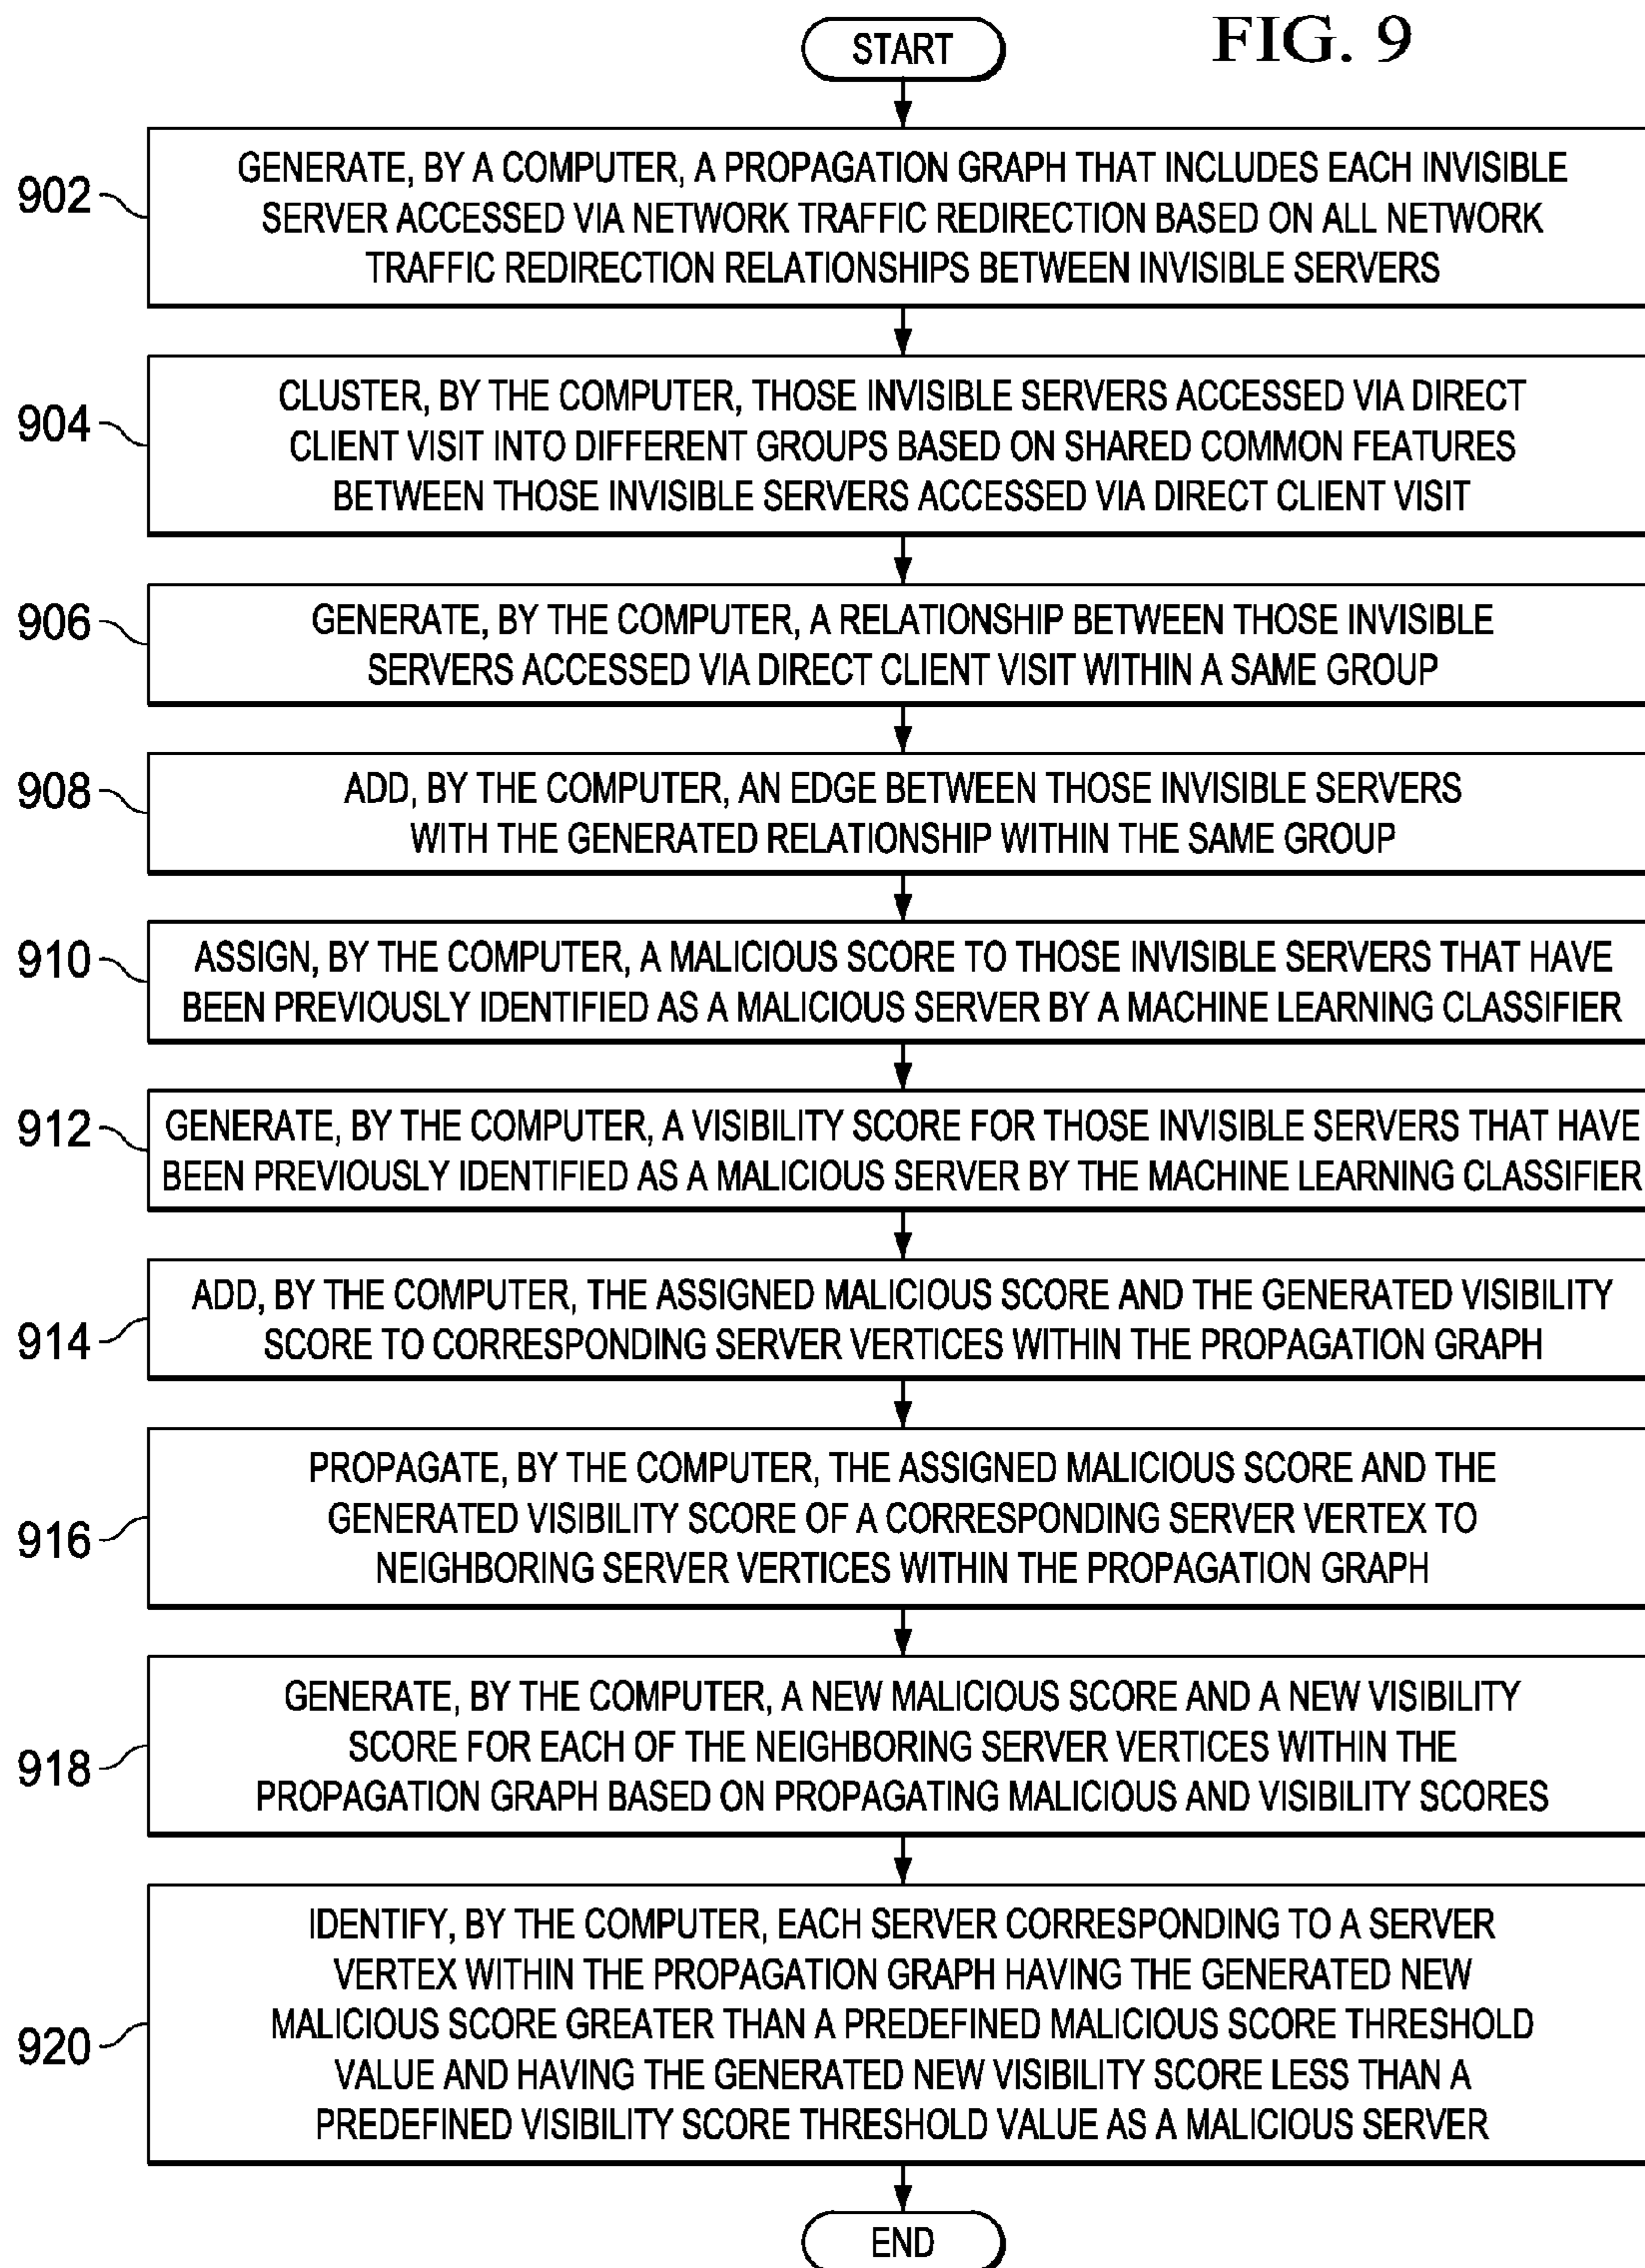 FIG. 9
START
902
GENERATE, BY A COMPUTER, A PROPAGATION GRAPH THAT INCLUDES EACH INVISIBLE
SERVER ACCESSED VIA NETWORK TRAFFIC REDIRECTION BASED ON ALL NETWORK
TRAFFIC REDIRECTION RELATIONSHIPS BETWEEN INVISIBLE SERVERS
904
CLUSTER, BY THE COMPUTER, THOSE INVISIBLE SERVERS ACCESSED VIA DIRECT
CLIENT VISIT INTO DIFFERENT GROUPS BASED ON SHARED COMMON FEATURES
BETWEEN THOSE INVISIBLE SERVERS ACCESSED VIA DIRECT CLIENT VISIT
906
GENERATE, BY THE COMPUTER, A RELATIONSHIP BETWEEN THOSE INVISIBLE
SERVERS ACCESSED VIA DIRECT CLIENT VISIT WITHIN A SAME GROUP
908
ADD, BY THE COMPUTER, AN EDGE BETWEEN THOSE INVISIBLE SERVERS
WITH THE GENERATED RELATIONSHIP WITHIN THE SAME GROUP
910
ASSIGN, BY THE COMPUTER, A MALICIOUS SCORE TO THOSE INVISIBLE SERVERS THAT HAVE
BEEN PREVIOUSLY IDENTIFIED AS A MALICIOUS SERVER BY A MACHINE LEARNING CLASSIFIER
912
GENERATE, BY THE COMPUTER, A VISIBILITY SCORE FOR THOSE INVISIBLE SERVERS THAT HAVE
BEEN PREVIOUSLY IDENTIFIED AS A MALICIOUS SERVER BY THE MACHINE LEARNING CLASSIFIER
914
ADD, BY THE COMPUTER, THE ASSIGNED MALICIOUS SCORE AND THE GENERATED VISIBILITY
SCORE TO CORRESPONDING SERVER VERTICES WITHIN THE PROPAGATION GRAPH
916
PROPAGATE, BY THE COMPUTER, THE ASSIGNED MALICIOUS SCORE AND THE
GENERATED VISIBILITY SCORE OF A CORRESPONDING SERVER VERTEX TO
NEIGHBORING SERVER VERTICES WITHIN THE PROPAGATION GRAPH
918
GENERATE, BY THE COMPUTER, A NEW MALICIOUS SCORE AND A NEW VISIBILITY
SCORE FOR EACH OF THE NEIGHBORING SERVER VERTICES WITHIN THE
PROPAGATION GRAPH BASED ON PROPAGATING MALICIOUS AND VISIBILITY SCORES
920
IDENTIFY, BY THE COMPUTER, EACH SERVER CORRESPONDING TO A SERVER
VERTEX WITHIN THE PROPAGATION GRAPH HAVING THE GENERATED NEW
MALICIOUS SCORE GREATER THAN A PREDEFINED MALICIOUS SCORE THRESHOLD
VALUE AND HAVING THE GENERATED NEW VISIBILITY SCORE LESS THAN A
PREDEFINED VISIBILITY SCORE THRESHOLD VALUE AS A MALICIOUS SERVER
END